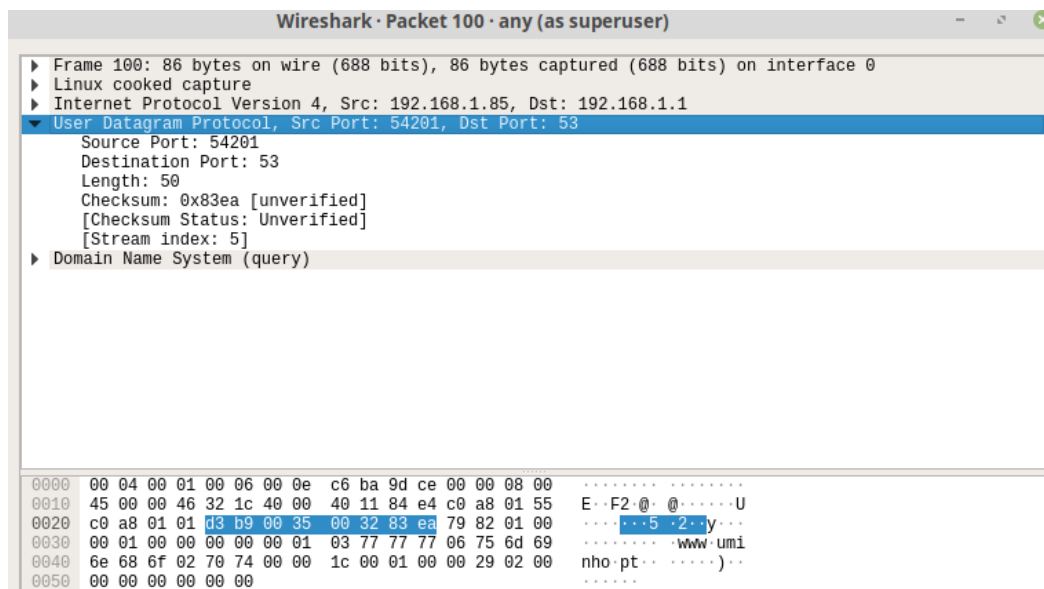 Wireshark · Packet 100 · any (as superuser)
Frame 100: 86 bytes on wire (688 bits), 86 bytes captured (688 bits) on interface 0
Linux cooked capture
Internet Protocol Version 4, Src: 192.168.1.85, Dst: 192.168.1.1
User Datagram Protocol, Src Port: 54201, Dst Port: 53
Source Port: 54201
Destination Port: 53
Length: 50
Checksum: 0x83ea [unverified]
[Checksum Status: Unverified]
[Stream index: 5]
Domain Name System (query)
0000 00 04 00 01 00 06 00 0e c6 ba 9d ce 00 00 08 00 ········ ········
0010 45 00 00 46 32 1c 40 00 40 11 84 e4 c0 a8 01 55 E··F2·@· @······U
0020 c0 a8 01 01 d3 b9 00 35 00 32 83 ea 79 82 01 00 ·······5 ·2··y···
0030 00 01 00 00 00 00 00 01 03 77 77 77 06 75 6d 69 ········ ·www·umi
0040 6e 68 6f 02 70 74 00 00 1c 00 01 00 00 29 02 00 nho·pt·· ·····)··
0050 00 00 00 00 00 00 ······